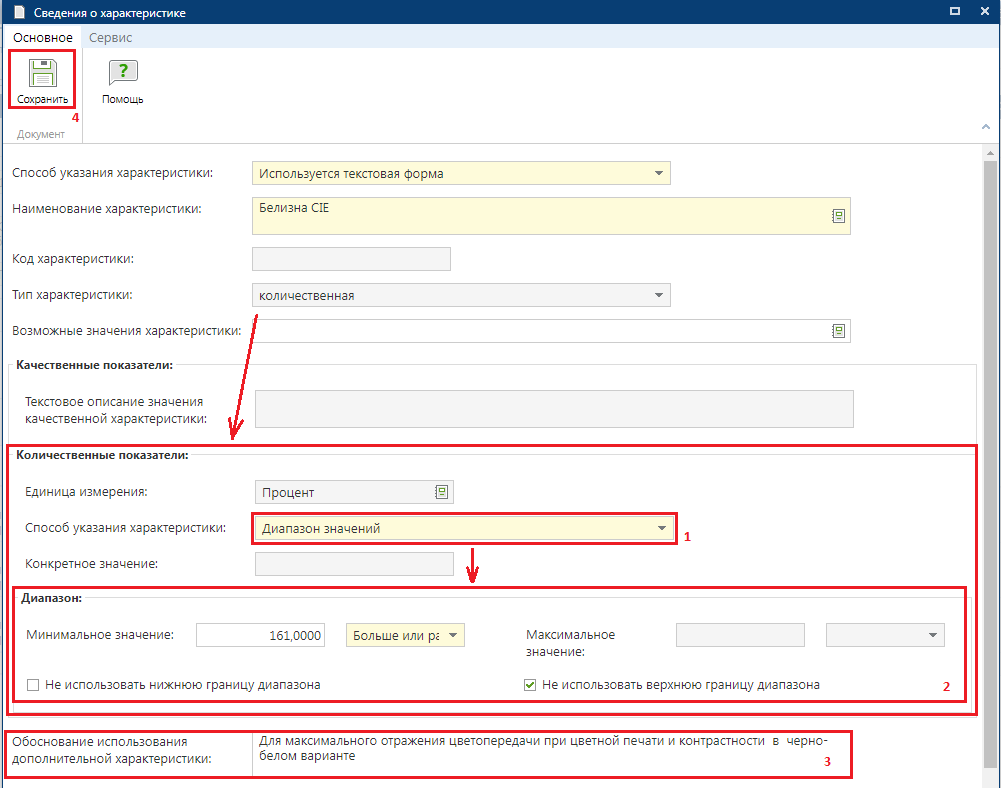 Сведения о характеристике
Основное Сервис
Сохранить Помощь
4
Документ
Способ указания характеристики: Используется текстовая форма
Наименование характеристики: Белизна CIE
Код характеристики:
Тип характеристики: количественная
Возможные значения характеристики:
Качественные показатели:
Текстовое описание значения
качественной характеристики:
Количественные показатели:
Единица измерения: Процент
Способ указания характеристики: Диапазон значений 1
Конкретное значение:
Диапазон:
Минимальное значение: 161,0000 Больше или ра Максимальное
значение:
Не использовать нижнюю границу диапазона Не использовать верхнюю границу диапазона 2
Обоснование использования Для максимального отражения цветопередачи при цветной печати и контрастности в черно-
дополнительной характеристики: белом варианте 3